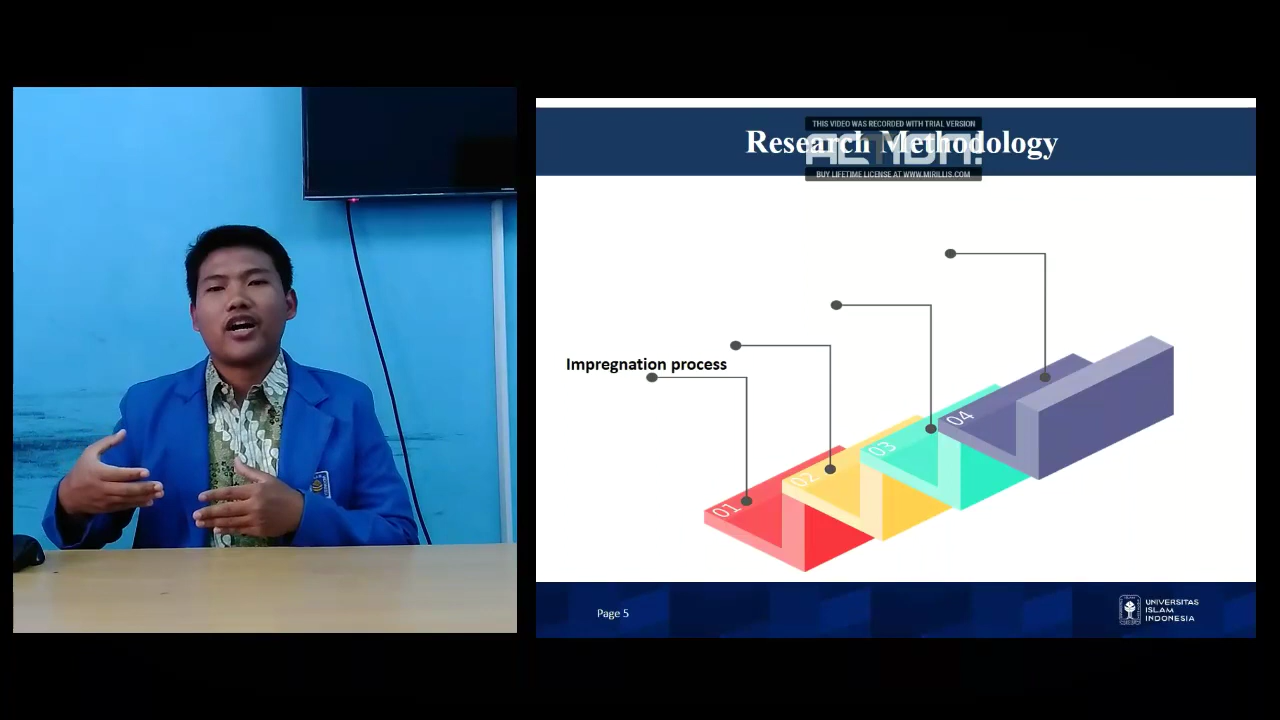 THIS VIDEO WAS RECORDED WITH TRIAL VERSION
ACTION!
Research Methodology
BUY LIFETIME LICENSE AT WWW.MIRILLIS.COM
Impregnation process
01
02
03
04
Page 5
UNIVERSITAS
ISLAM
INDONESIA